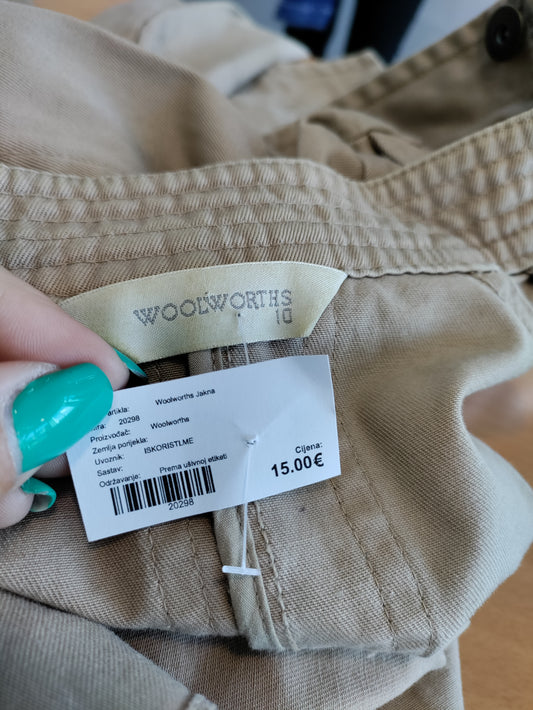 WOOLWORTHS
10
artikla: Woolworths Jakna
20298
Proizvođač: Woolworths
Zemlja porijekla:
Uvoznik: ISKORISTI.ME
Sastav:
Održavanje: Prema ušivnoj etiketi
Cijena:
15.00€
20298